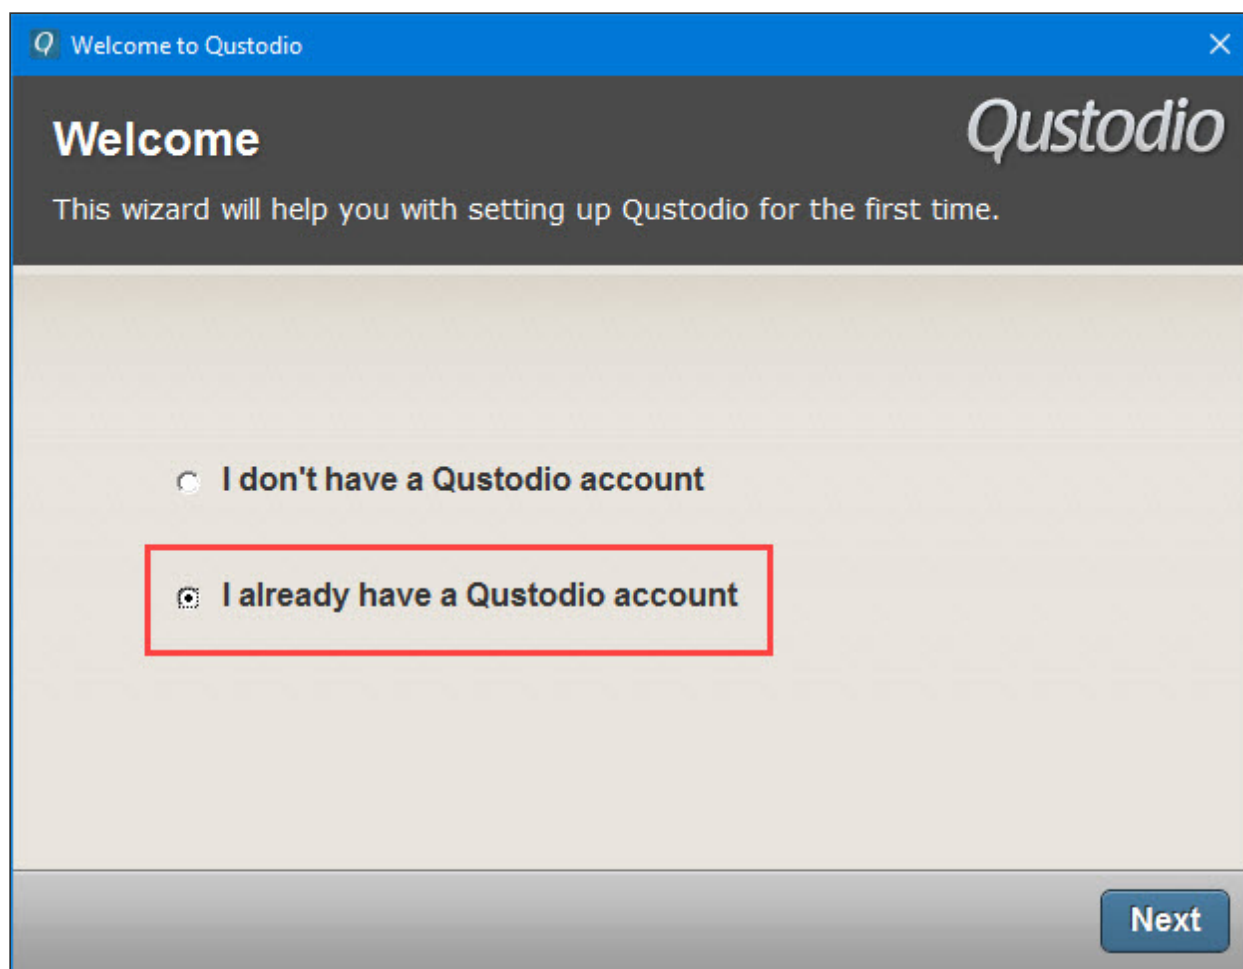 Q Welcome to Qustodio
Qustodio
Welcome
This wizard will help you with setting up Qustodio for the first time.
I don't have a Qustodio account
I already have a Qustodio account
Next